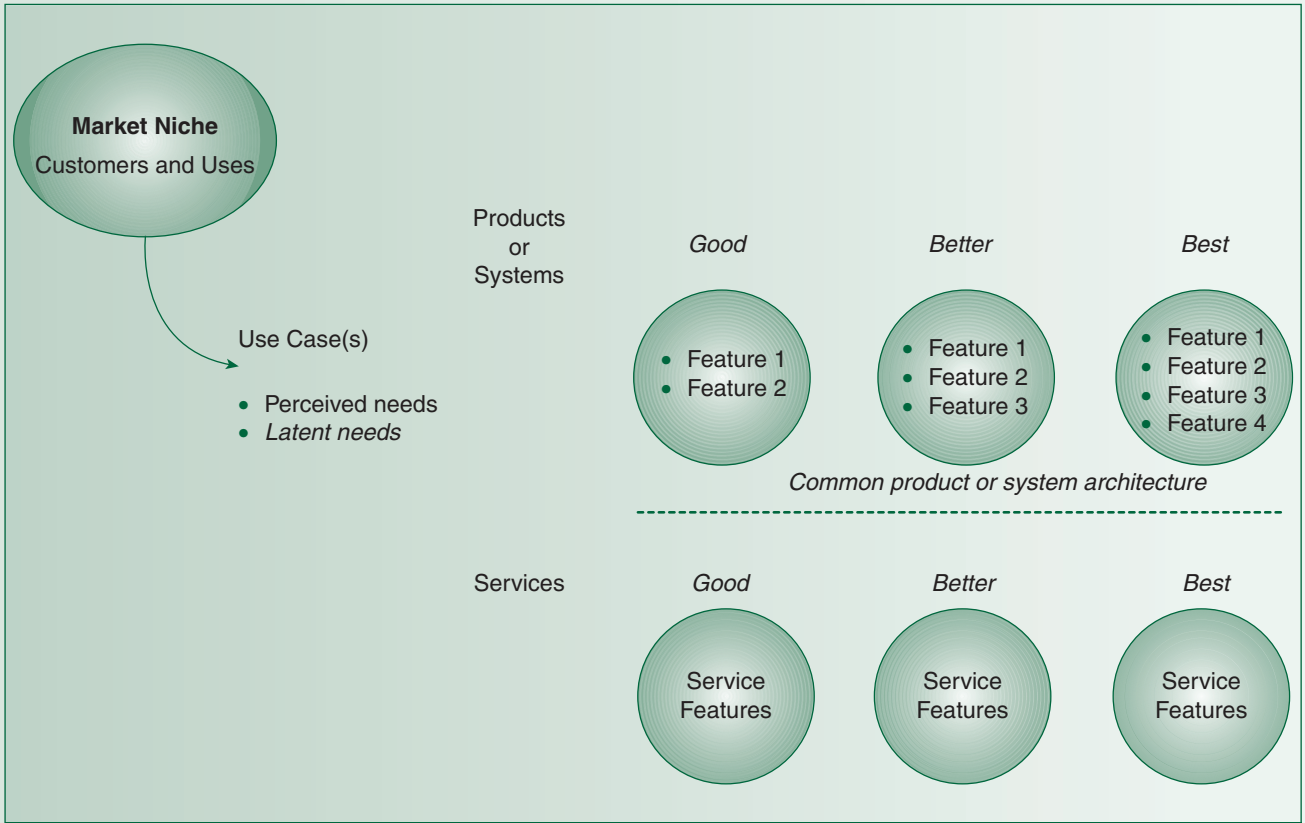 Market Niche
Customers and Uses
Use Case(s)
• Perceived needs
• Latent needs
Products
or
Systems
Good
• Feature 1
• Feature 2
Better
• Feature 1
• Feature 2
• Feature 3
Best
• Feature 1
• Feature 2
• Feature 3
• Feature 4
Common product or system architecture
Services
Good
Service
Features
Better
Service
Features
Best
Service
Features